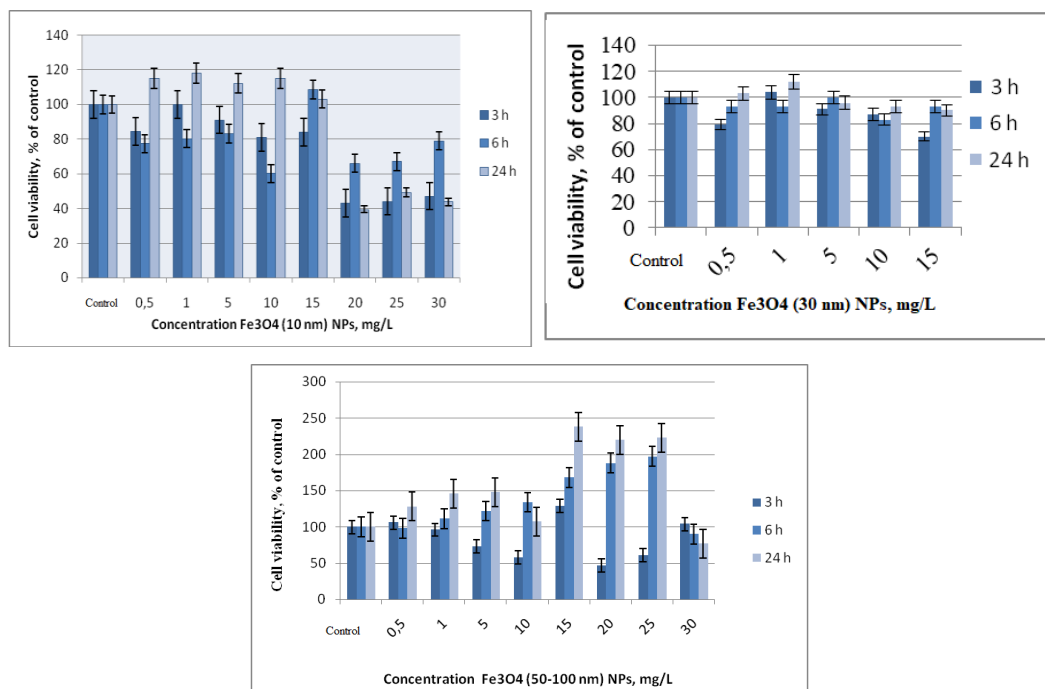 140
120
100
80
60
40
20
0
Cell viability, % of control
Control 0,5 1 5 10 15 20 25 30
Concentration Fe3O4 (10 nm) NPs, mg/L
3 h
6 h
24 h
140
120
100
80
60
40
20
0
Cell viability, % of control
Control 0,5 1 5 10 15
Concentration Fe3O4 (30 nm) NPs, mg/L
3 h
6 h
24 h
300
250
200
150
100
50
0
Cell viability, % of control
Control 0,5 1 5 10 15 20 25 30
Concentration Fe3O4 (50-100 nm) NPs, mg/L
3 h
6 h
24 h